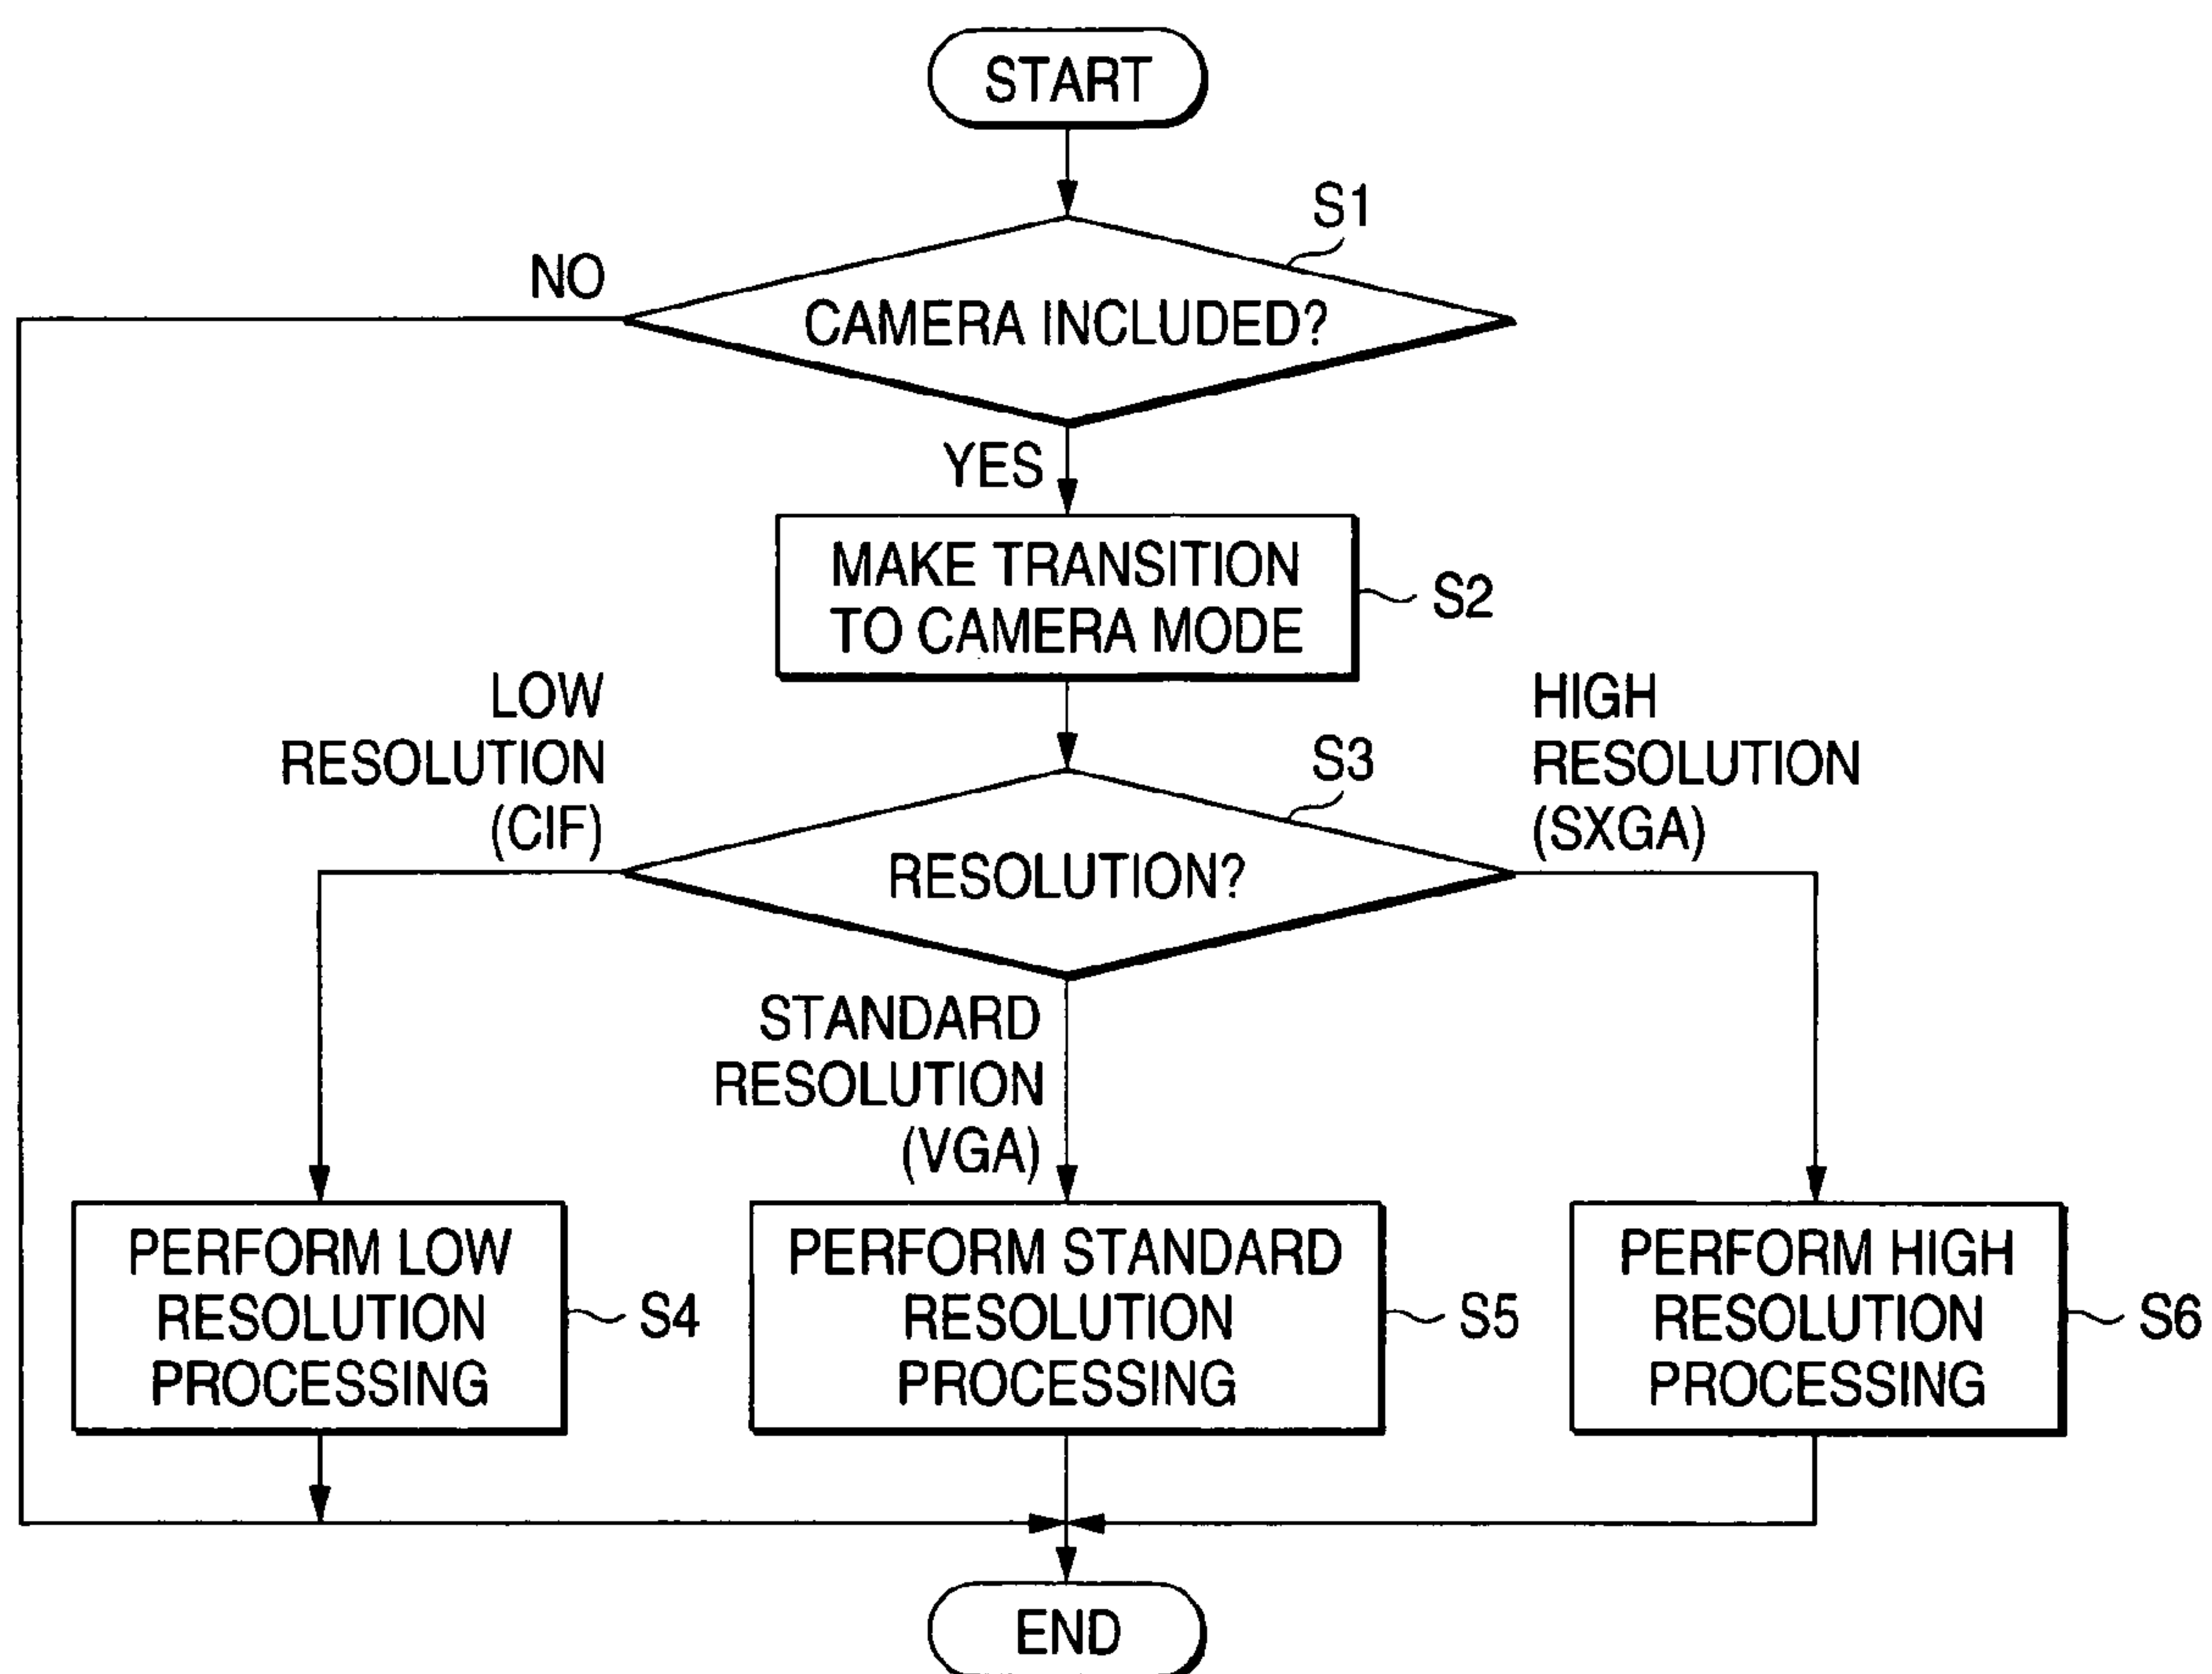 START
S1
NO
CAMERA INCLUDED?
YES
MAKE TRANSITION
TO CAMERA MODE
S2
LOW
RESOLUTION
(CIF)
HIGH
RESOLUTION
(SXGA)
S3
RESOLUTION?
STANDARD
RESOLUTION
(VGA)
PERFORM LOW
RESOLUTION
PROCESSING
S4
PERFORM STANDARD
RESOLUTION
PROCESSING
S5
PERFORM HIGH
RESOLUTION
PROCESSING
S6
END